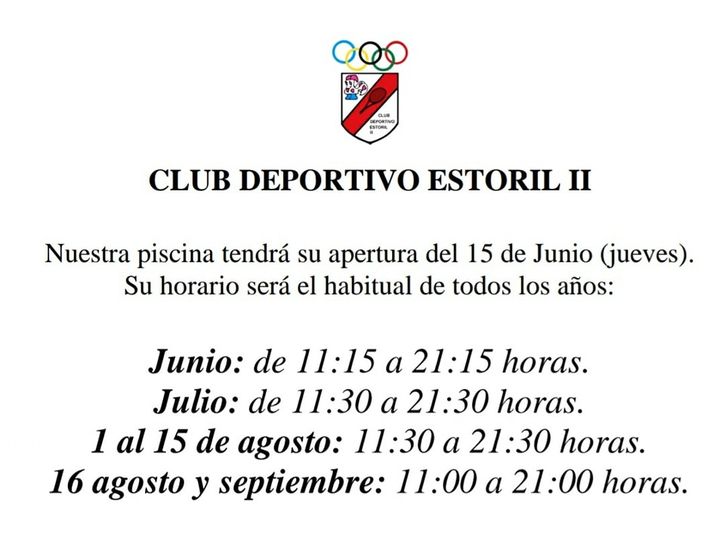 CLUB
DEPORTIVO
ESTORIL
II
CLUB DEPORTIVO ESTORIL II
Nuestra piscina tendrá su apertura del 15 de Junio (jueves).
Su horario será el habitual de todos los años:
Junio: de 11:15 a 21:15 horas.
Julio: de 11:30 a 21:30 horas.
1 al 15 de agosto: 11:30 a 21:30 horas.
16 agosto y septiembre: 11:00 a 21:00 horas.